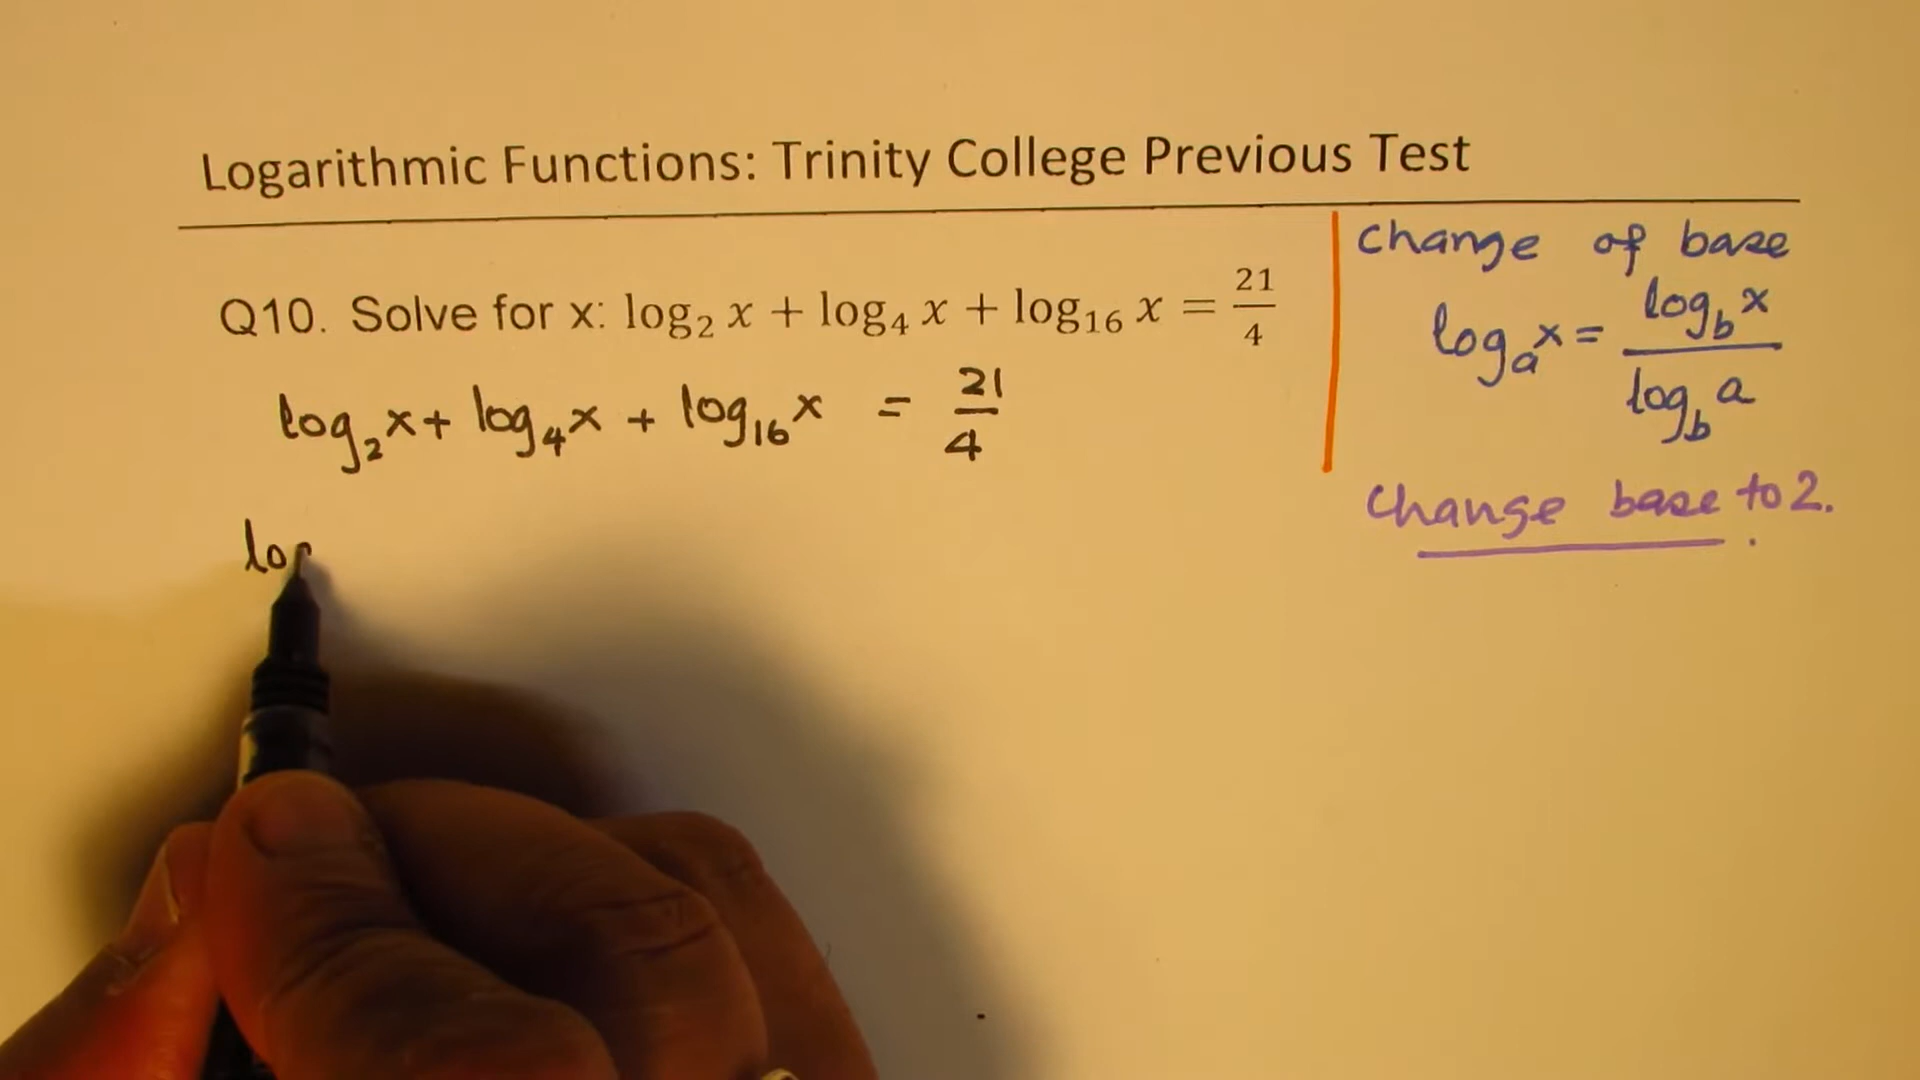 Logarithmic Functions: Trinity College Previous Test
Q10. Solve for x: log₂ x + log₄ x + log₁₆ x = 21/4
log₂x + log₄x + log₁₆x = 21/4
lo
change of base
logₐx = log_b x / log_b a
change base to 2.